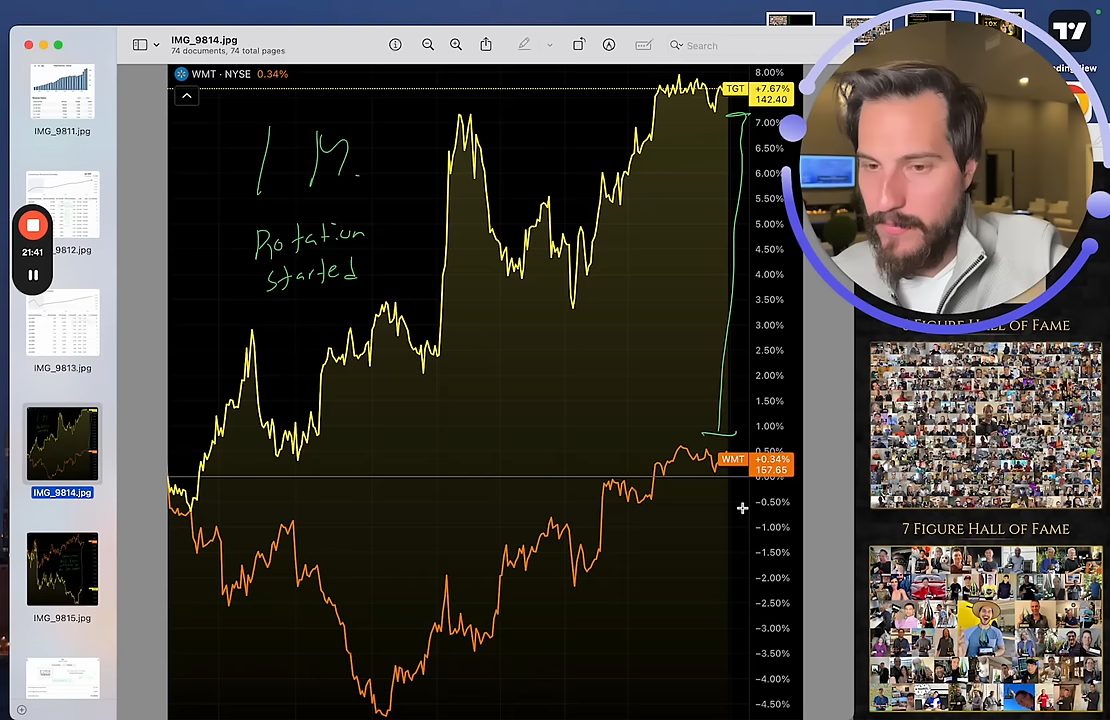 IMG_9814.jpg
74 documents, 74 total pages
Search
WMT · NYSE 0.34%
IMG_9811.jpg
21:41
_9812.jpg
IMG_9813.jpg
IMG_9814.jpg
IMG_9815.jpg
1 M.
Rotation
started
8.00%
TGT +7.67%
142.40
7.00%
6.50%
6.00%
5.50%
5.00%
4.50%
4.00%
3.50%
3.00%
2.50%
2.00%
1.50%
1.00%
0.50%
WMT +0.34%
157.65
0.00%
−0.50%
−1.00%
−1.50%
−2.00%
−2.50%
−3.00%
−3.50%
−4.00%
−4.50%
ding View
Figure Hall of Fame
7 Figure Hall of Fame